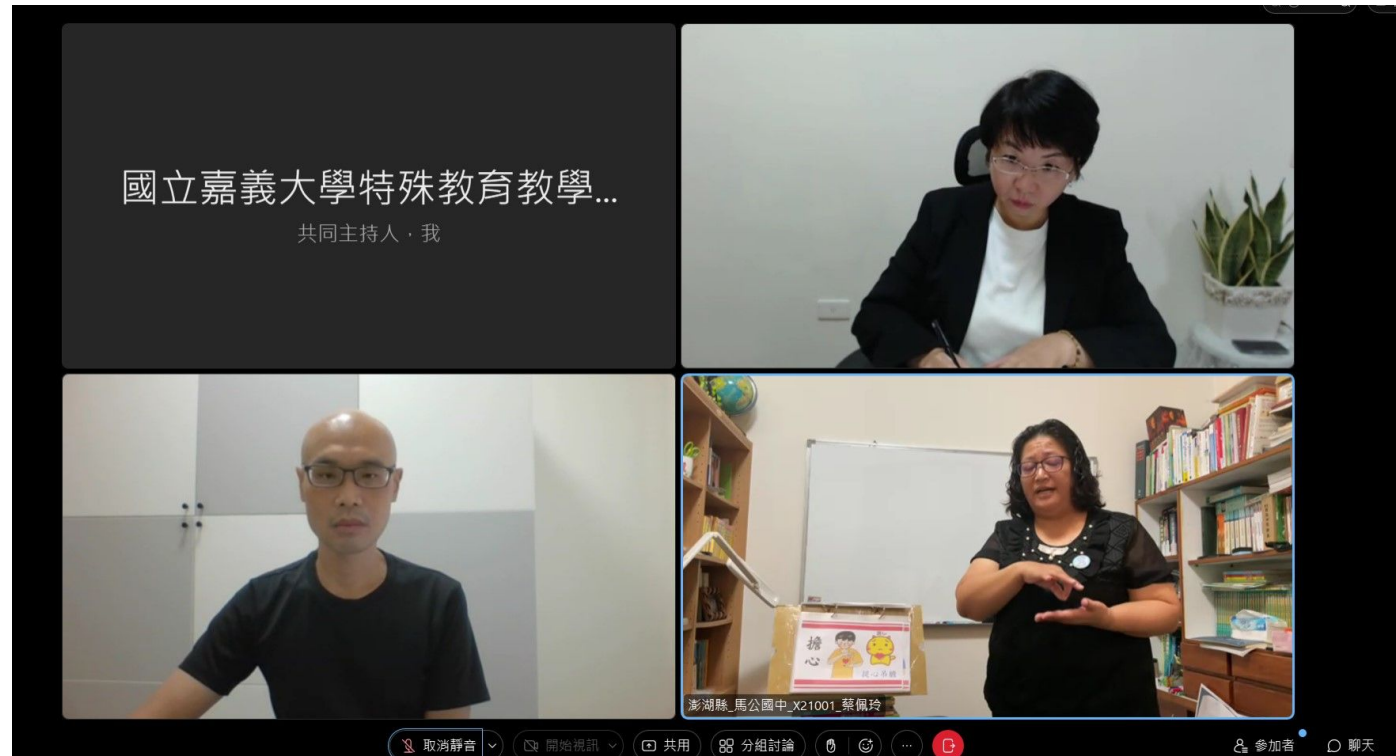 國立嘉義大學特殊教育教學...
共同主持人．我
擔
心
澎湖縣_馬公國中_X21001_蔡佩玲
取消靜音
開始視訊
共用
分組討論
...
參加者
聊天